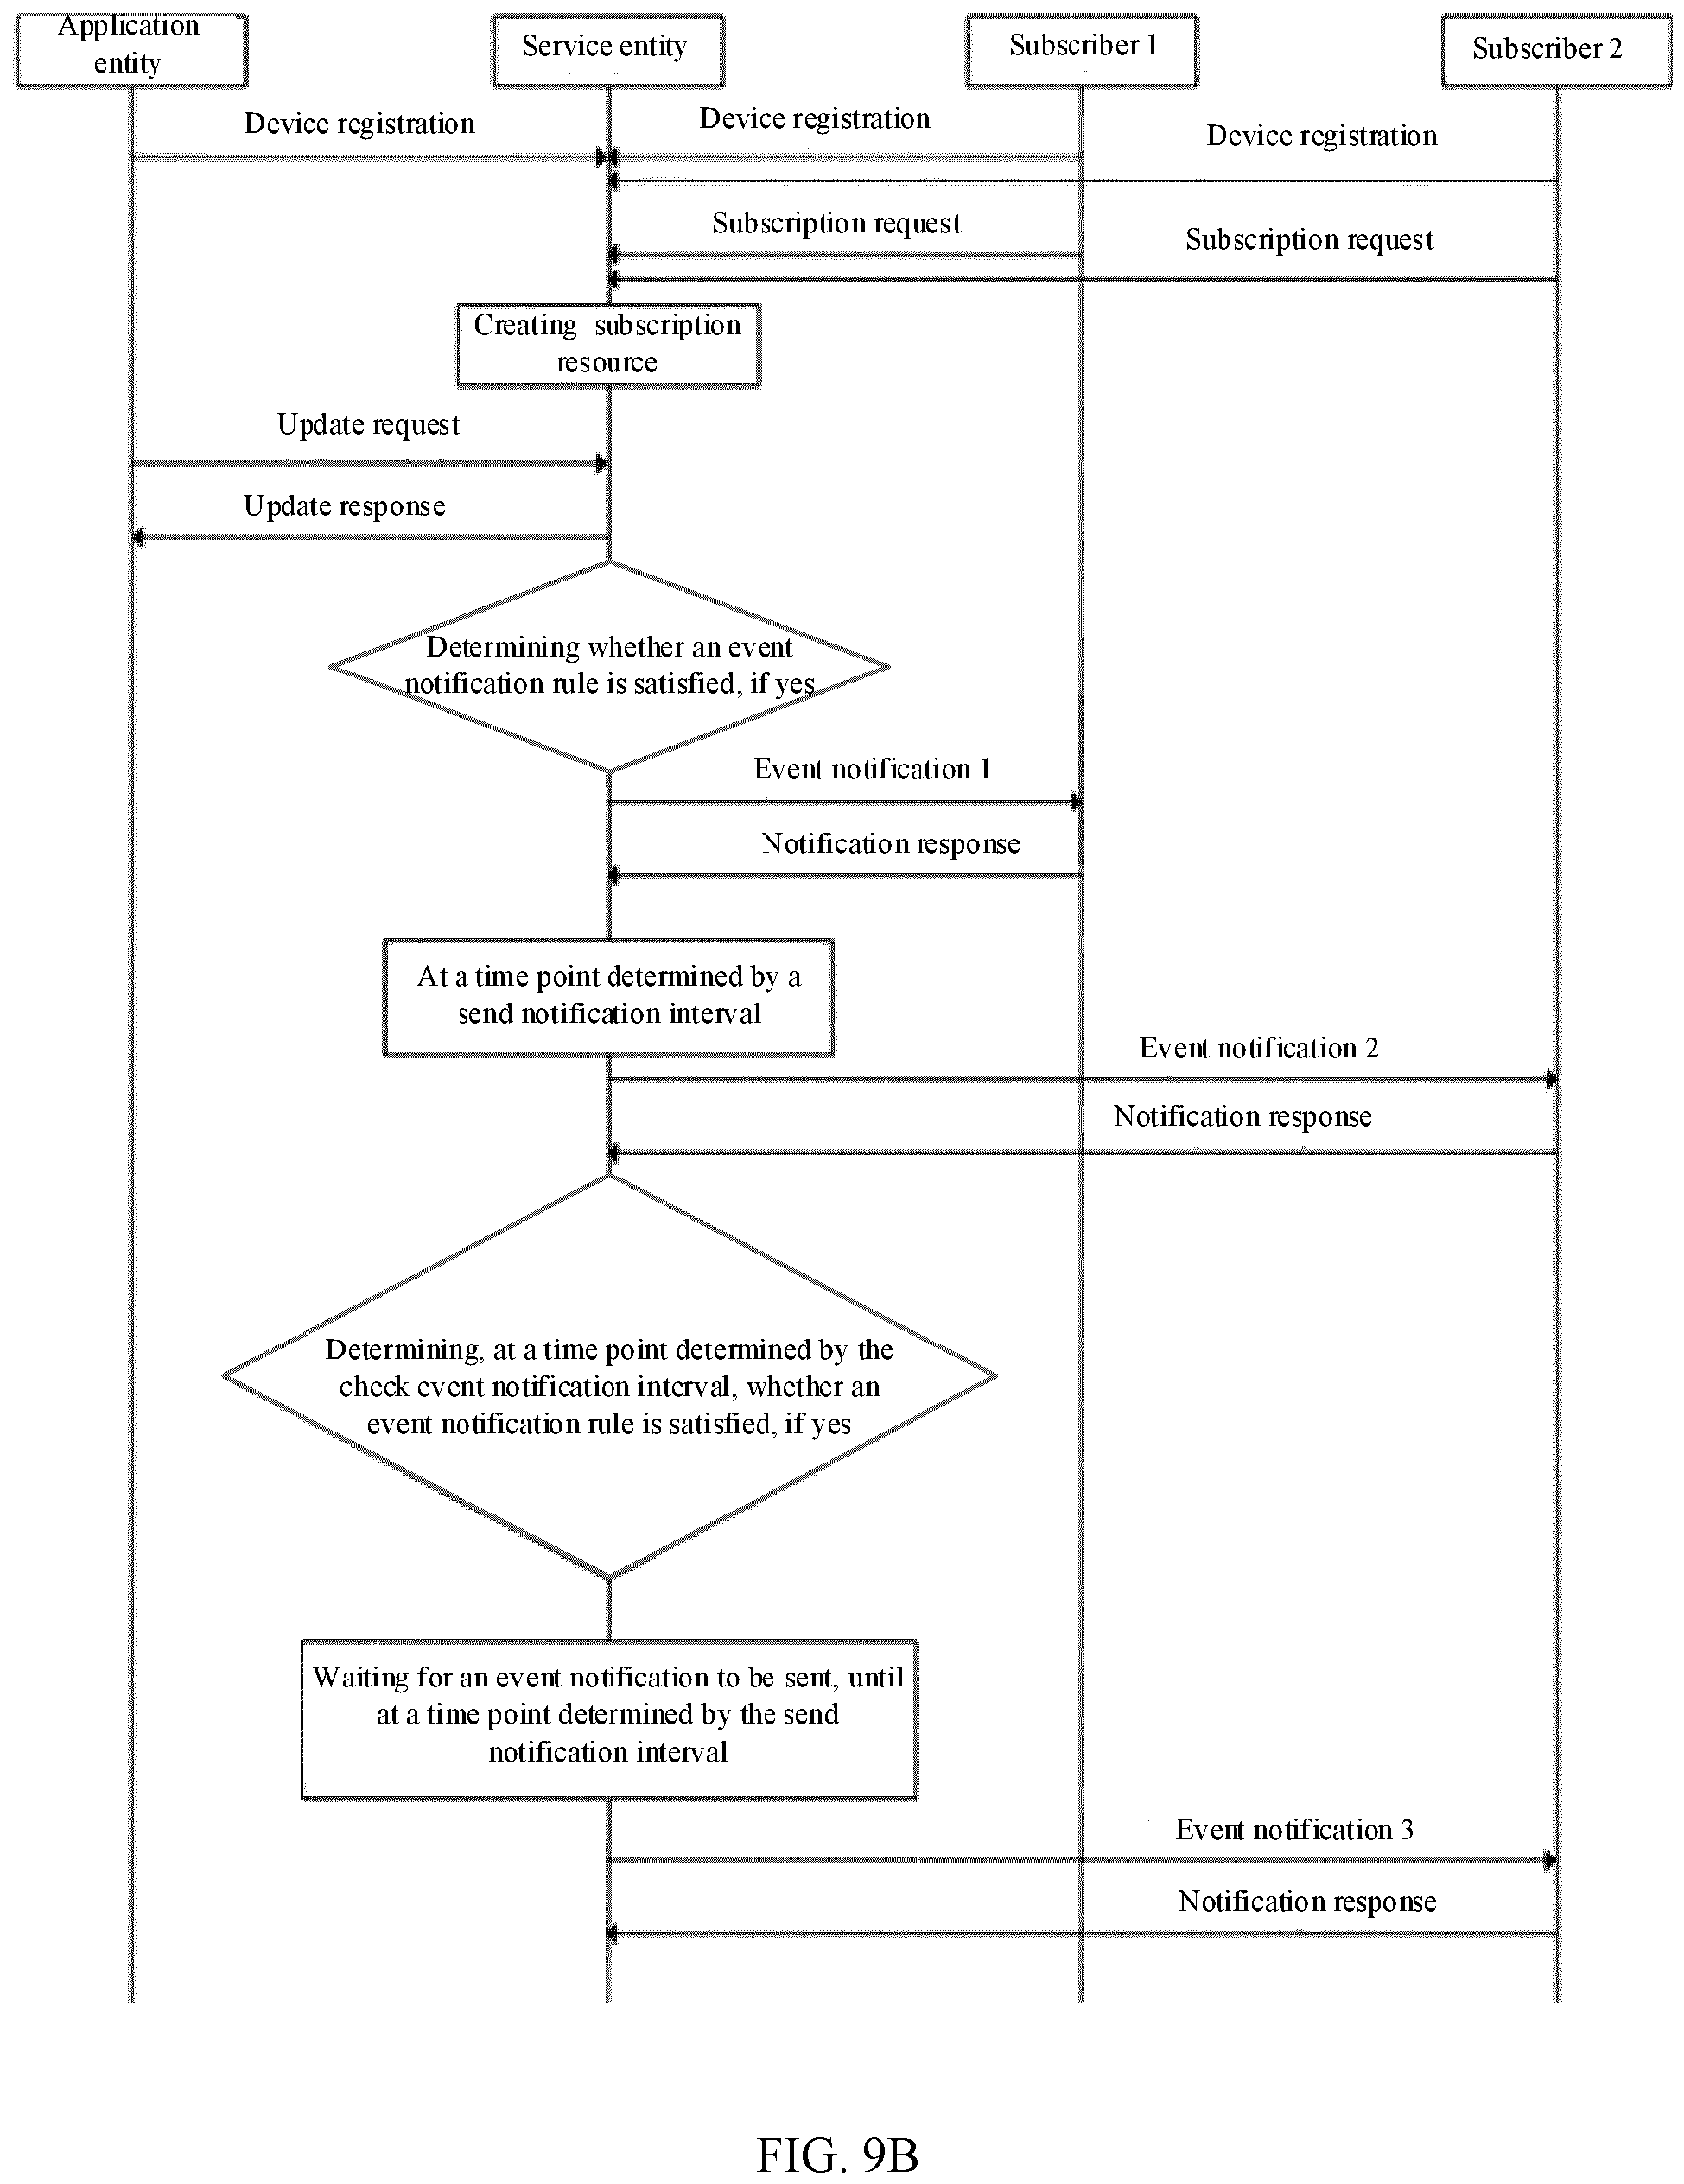 Application
entity
Service entity
Subscriber 1
Subscriber 2
Device registration
Device registration
Device registration
Subscription request
Subscription request
Creating subscription
resource
Update request
Update response
Determining whether an event
notification rule is satisfied, if yes
Event notification 1
Notification response
At a time point determined by a
send notification interval
Event notification 2
Notification response
Determining, at a time point determined by the
check event notification interval, whether an
event notification rule is satisfied, if yes
Waiting for an event notification to be sent, until
at a time point determined by the send
notification interval
Event notification 3
Notification response
FIG. 9B